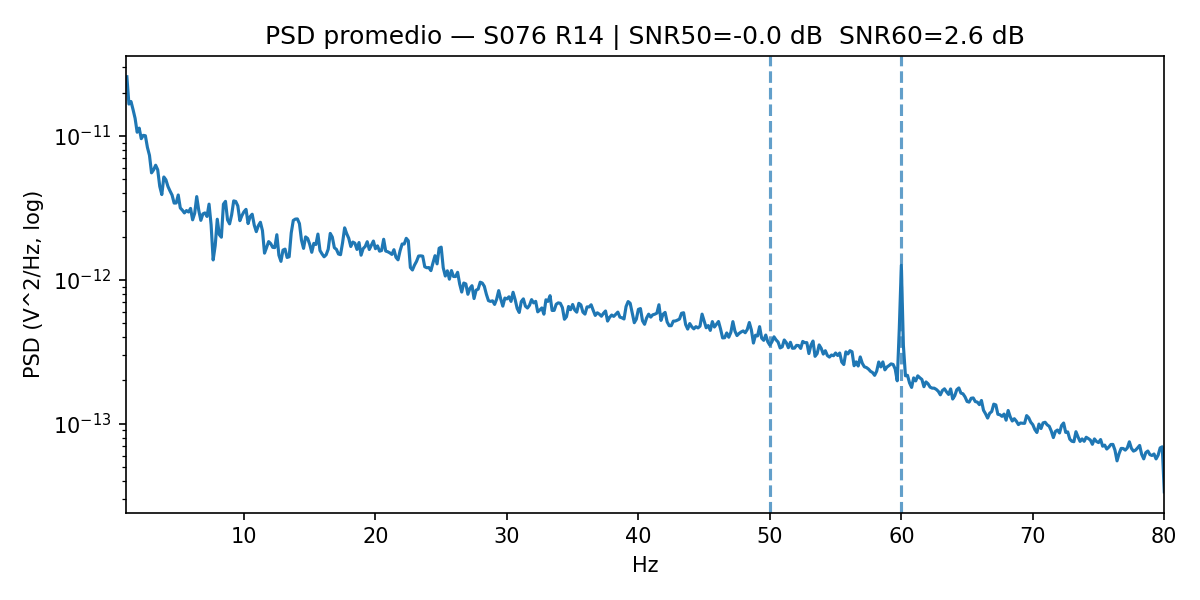 PSD promedio — S076 R14 | SNR50=-0.0 dB  SNR60=2.6 dB
PSD (V^2/Hz, log)
10⁻¹¹
10⁻¹²
10⁻¹³
10 20 30 40 50 60 70 80
Hz